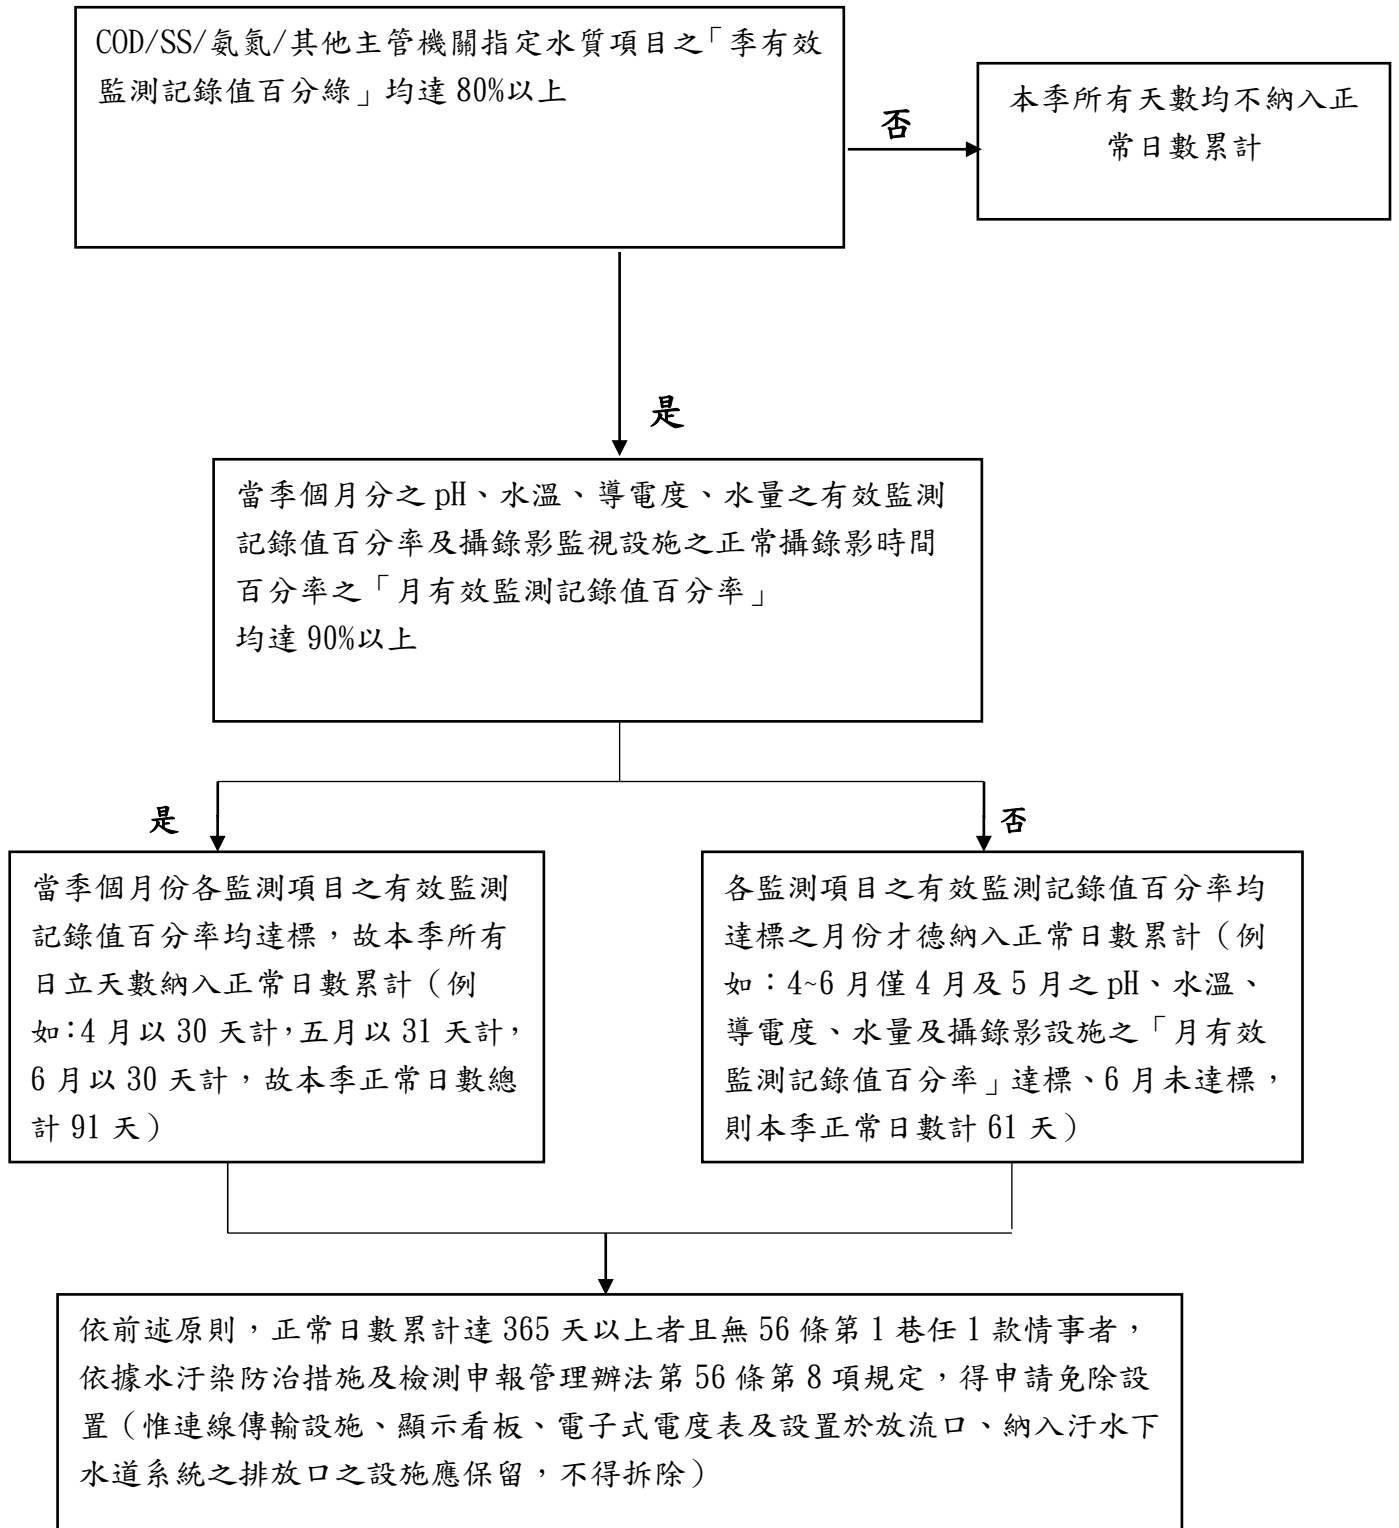 COD/SS/氨氮/其他主管機關指定水質項目之「季有效
監測記錄值百分綠」均達 80%以上
否
本季所有天數均不納入正
常日數累計
是
當季個月分之 pH、水溫、導電度、水量之有效監測
記錄值百分率及攝錄影監視設施之正常攝錄影時間
百分率之「月有效監測記錄值百分率」
均達 90%以上
是
否
當季個月份各監測項目之有效監測
記錄值百分率均達標，故本季所有
日立天數納入正常日數累計（例
如：4 月以 30 天計，五月以 31 天計，
6 月以 30 天計，故本季正常日數總
計 91 天）
各監測項目之有效監測記錄值百分率均
達標之月份才德納入正常日數累計（例
如：4~6 月僅 4 月及 5 月之 pH、水溫、
導電度、水量及攝錄影設施之「月有效
監測記錄值百分率」達標、6 月未達標，
則本季正常日數計 61 天）
依前述原則，正常日數累計達 365 天以上者且無 56 條第 1 巷任 1 款情事者，
依據水汙染防治措施及檢測申報管理辦法第 56 條第 8 項規定，得申請免除設
置（惟連線傳輸設施、顯示看板、電子式電度表及設置於放流口、納入汙水下
水道系統之排放口之設施應保留，不得拆除）